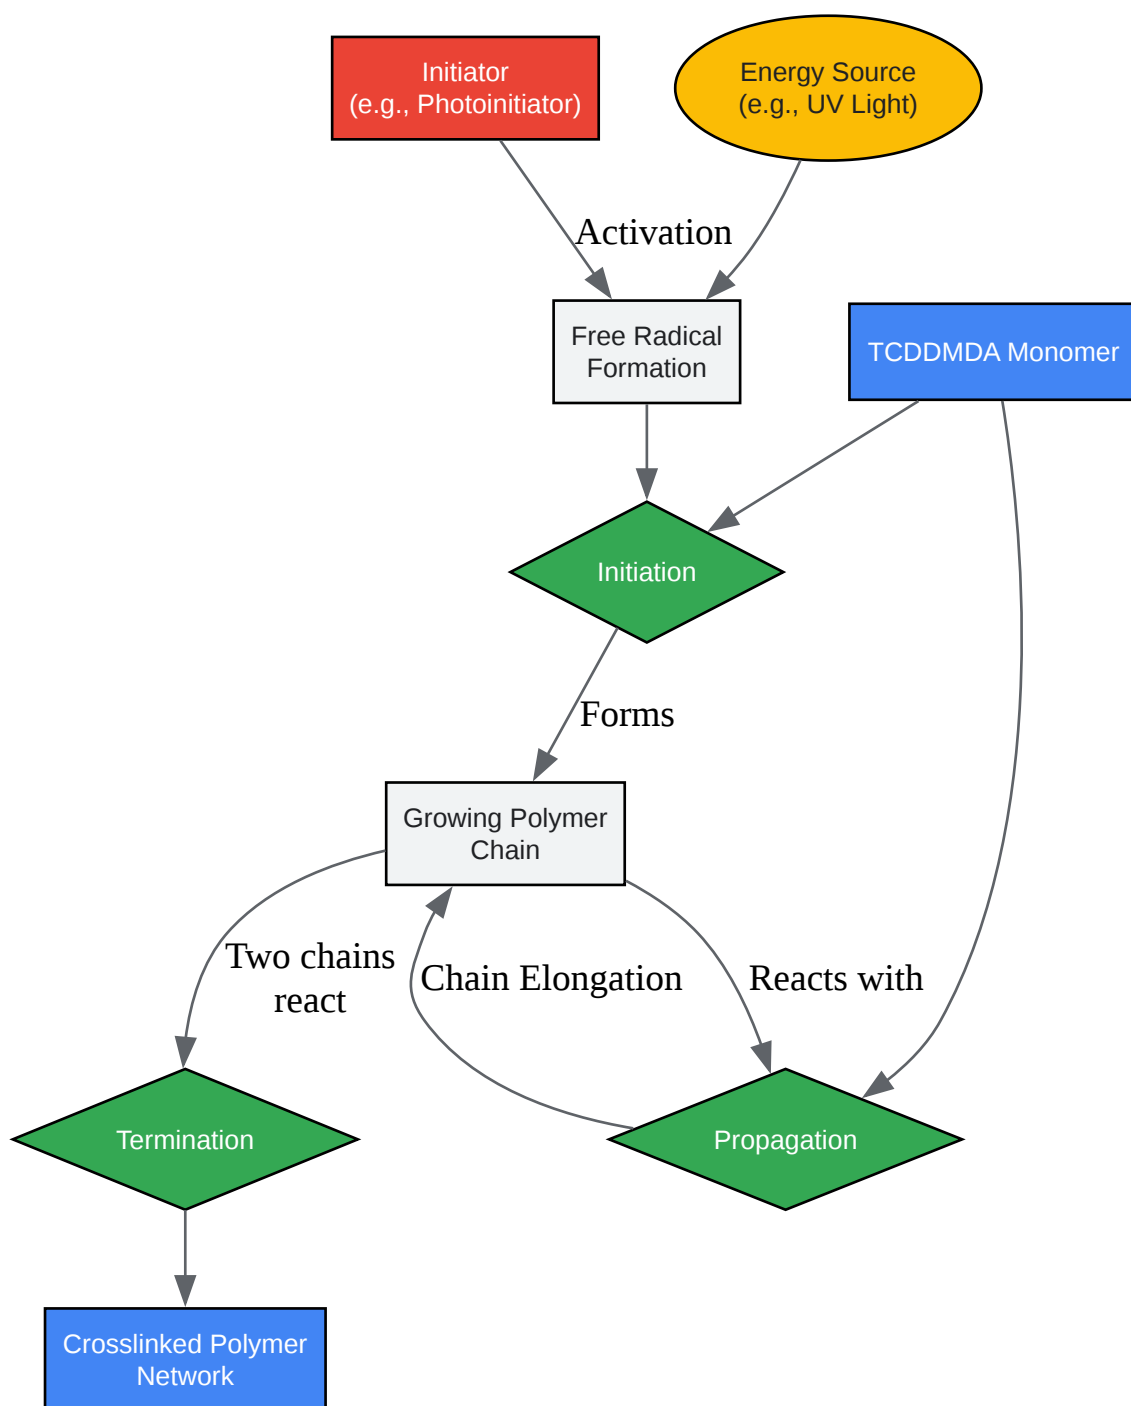 Initiator
(e.g., Photoinitiator)
Energy Source
(e.g., UV Light)
Activation
Free Radical
Formation
TCDDMDA Monomer
Initiation
Forms
Growing Polymer
Chain
Two chains
react
Chain Elongation
Reacts with
Termination
Propagation
Crosslinked Polymer
Network